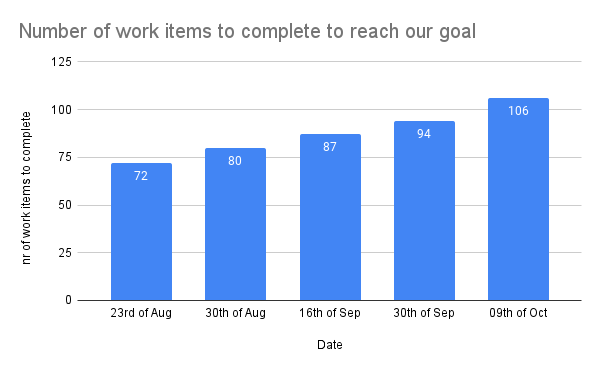 Number of work items to complete to reach our goal
nr of work items to complete
125
100
75
50
25
0
72
80
87
94
106
23rd of Aug
30th of Aug
16th of Sep
30th of Sep
09th of Oct
Date